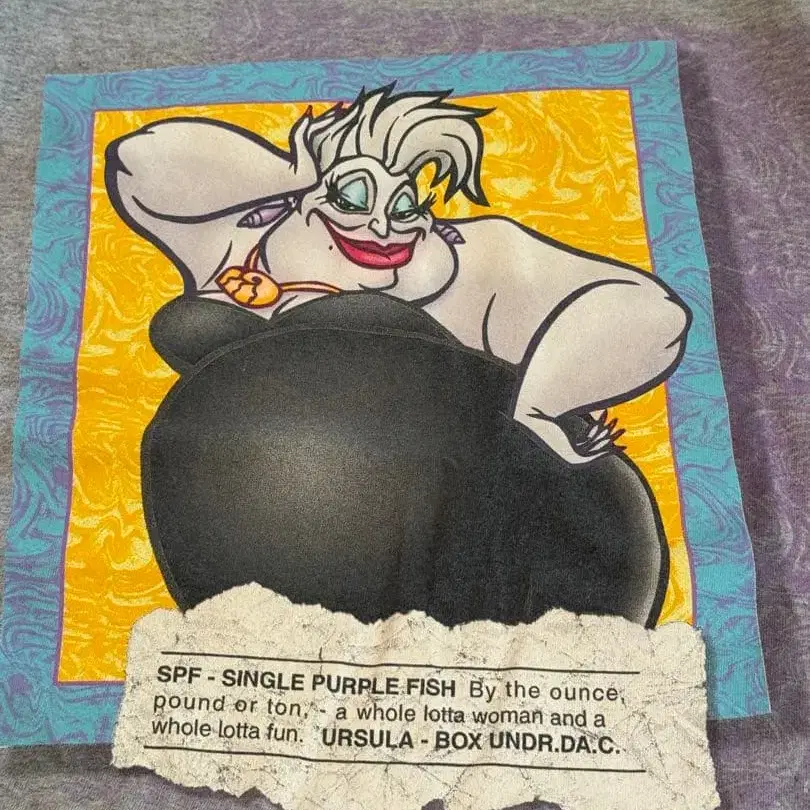 SPF - SINGLE PURPLE FISH By the ounce,
pound or ton, - a whole lotta woman and a
whole lotta fun. URSULA - BOX UNDR.DA.C.